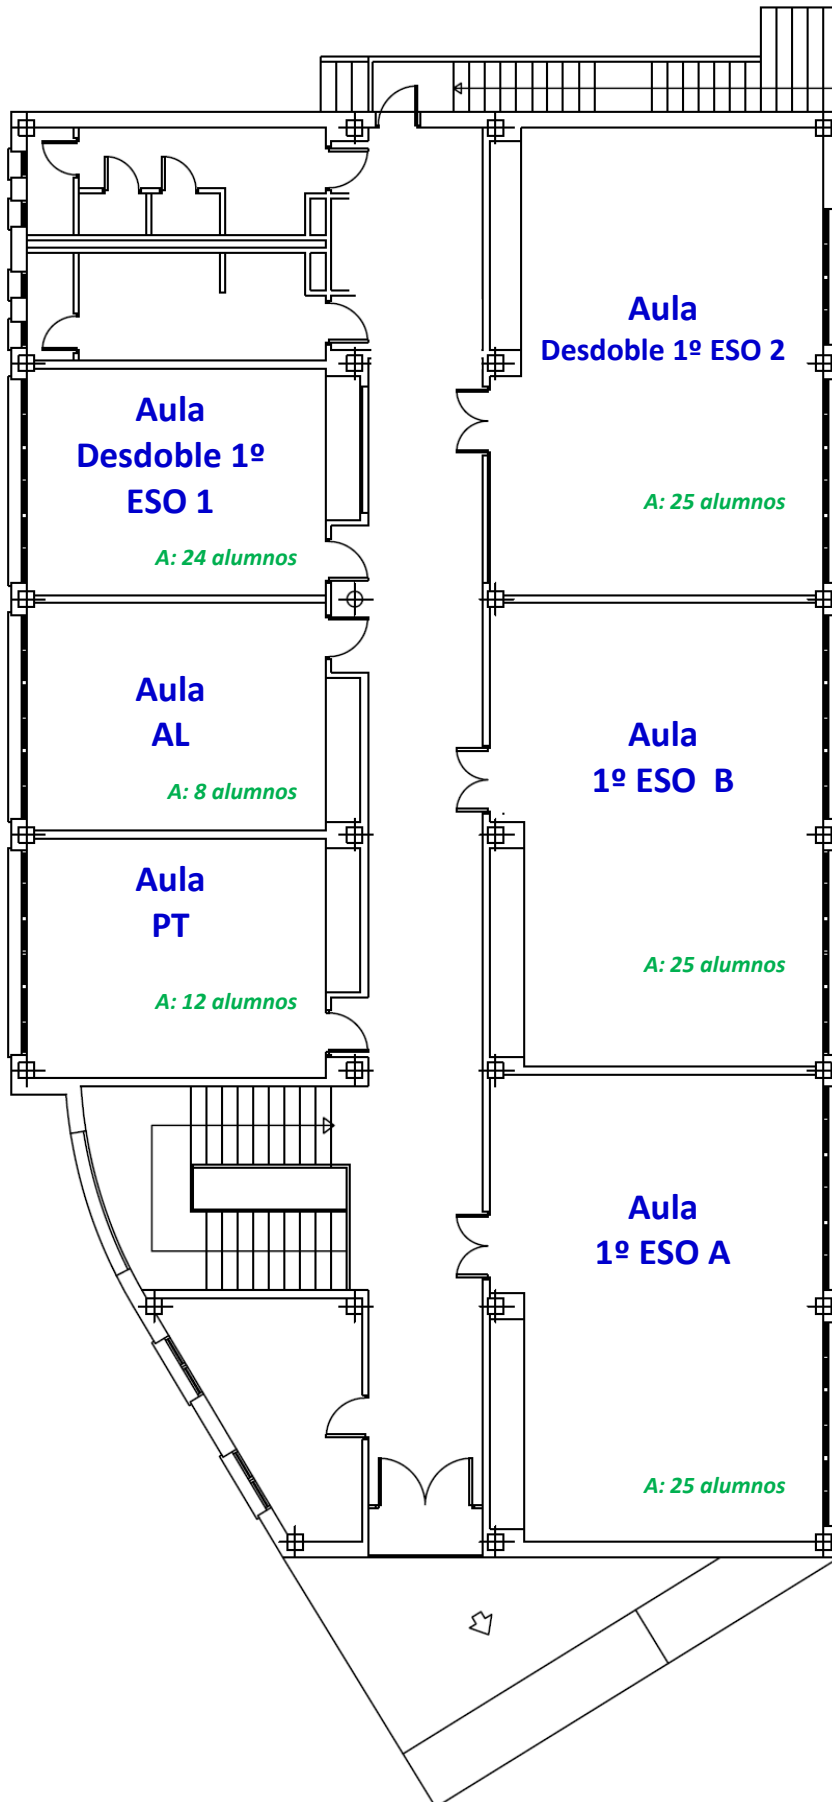 Aula
Desdoble 1º ESO 2
A: 25 alumnos
Aula
Desdoble 1º
ESO 1
A: 24 alumnos
Aula
AL
A: 8 alumnos
Aula
1º ESO  B
A: 25 alumnos
Aula
PT
A: 12 alumnos
Aula
1º ESO A
A: 25 alumnos